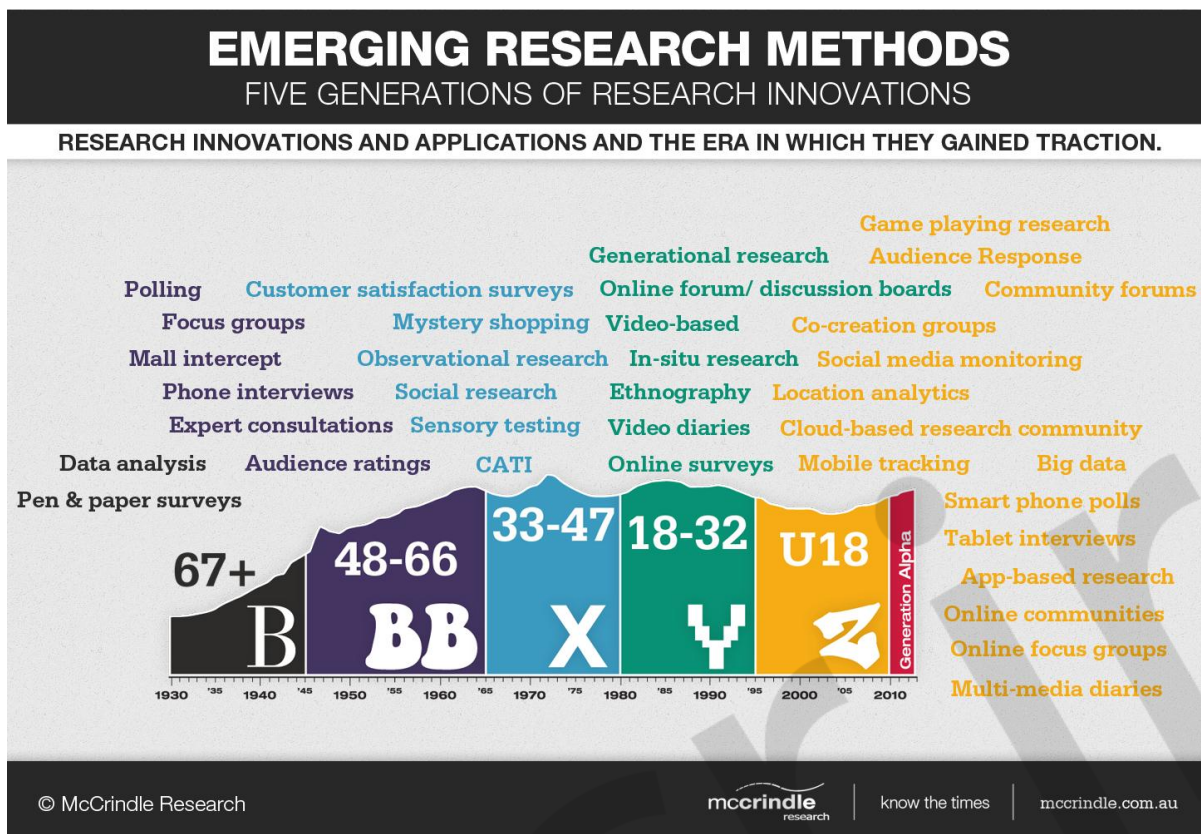 EMERGING RESEARCH METHODS
FIVE GENERATIONS OF RESEARCH INNOVATIONS
RESEARCH INNOVATIONS AND APPLICATIONS AND THE ERA IN WHICH THEY GAINED TRACTION.
Game playing research
Generational research Audience Response
Polling Customer satisfaction surveys Online forum/ discussion boards Community forums
Focus groups Mystery shopping Video-based Co-creation groups
Mall intercept Observational research In-situ research Social media monitoring
Phone interviews Social research Ethnography Location analytics
Expert consultations Sensory testing Video diaries Cloud-based research community
Data analysis Audience ratings CATI Online surveys Mobile tracking Big data
Pen & paper surveys Smart phone polls
67+ 48-66 33-47 18-32 U18
Tablet interviews
App-based research
Online communities
Online focus groups
Multi-media diaries
B BB X Y Z Generation Alpha
1930 '35 1940 '45 1950 '55 1960 '65 1970 '75 1980 '85 1990 '95 2000 '05 2010
© McCrindle Research
mccrindle
research
know the times
mccrindle.com.au